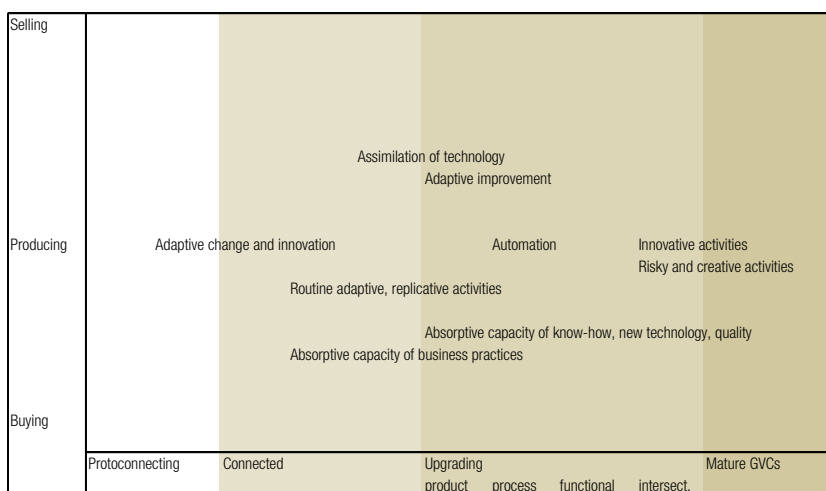 Selling
Assimilation of technology
Adaptive improvement
Producing Adaptive change and innovation Automation Innovative activities
Risky and creative activities
Routine adaptive, replicative activities
Absorptive capacity of know-how, new technology, quality
Absorptive capacity of business practices
Buying
Protoconnecting Connected Upgrading Mature GVCs
product process functional intersect.